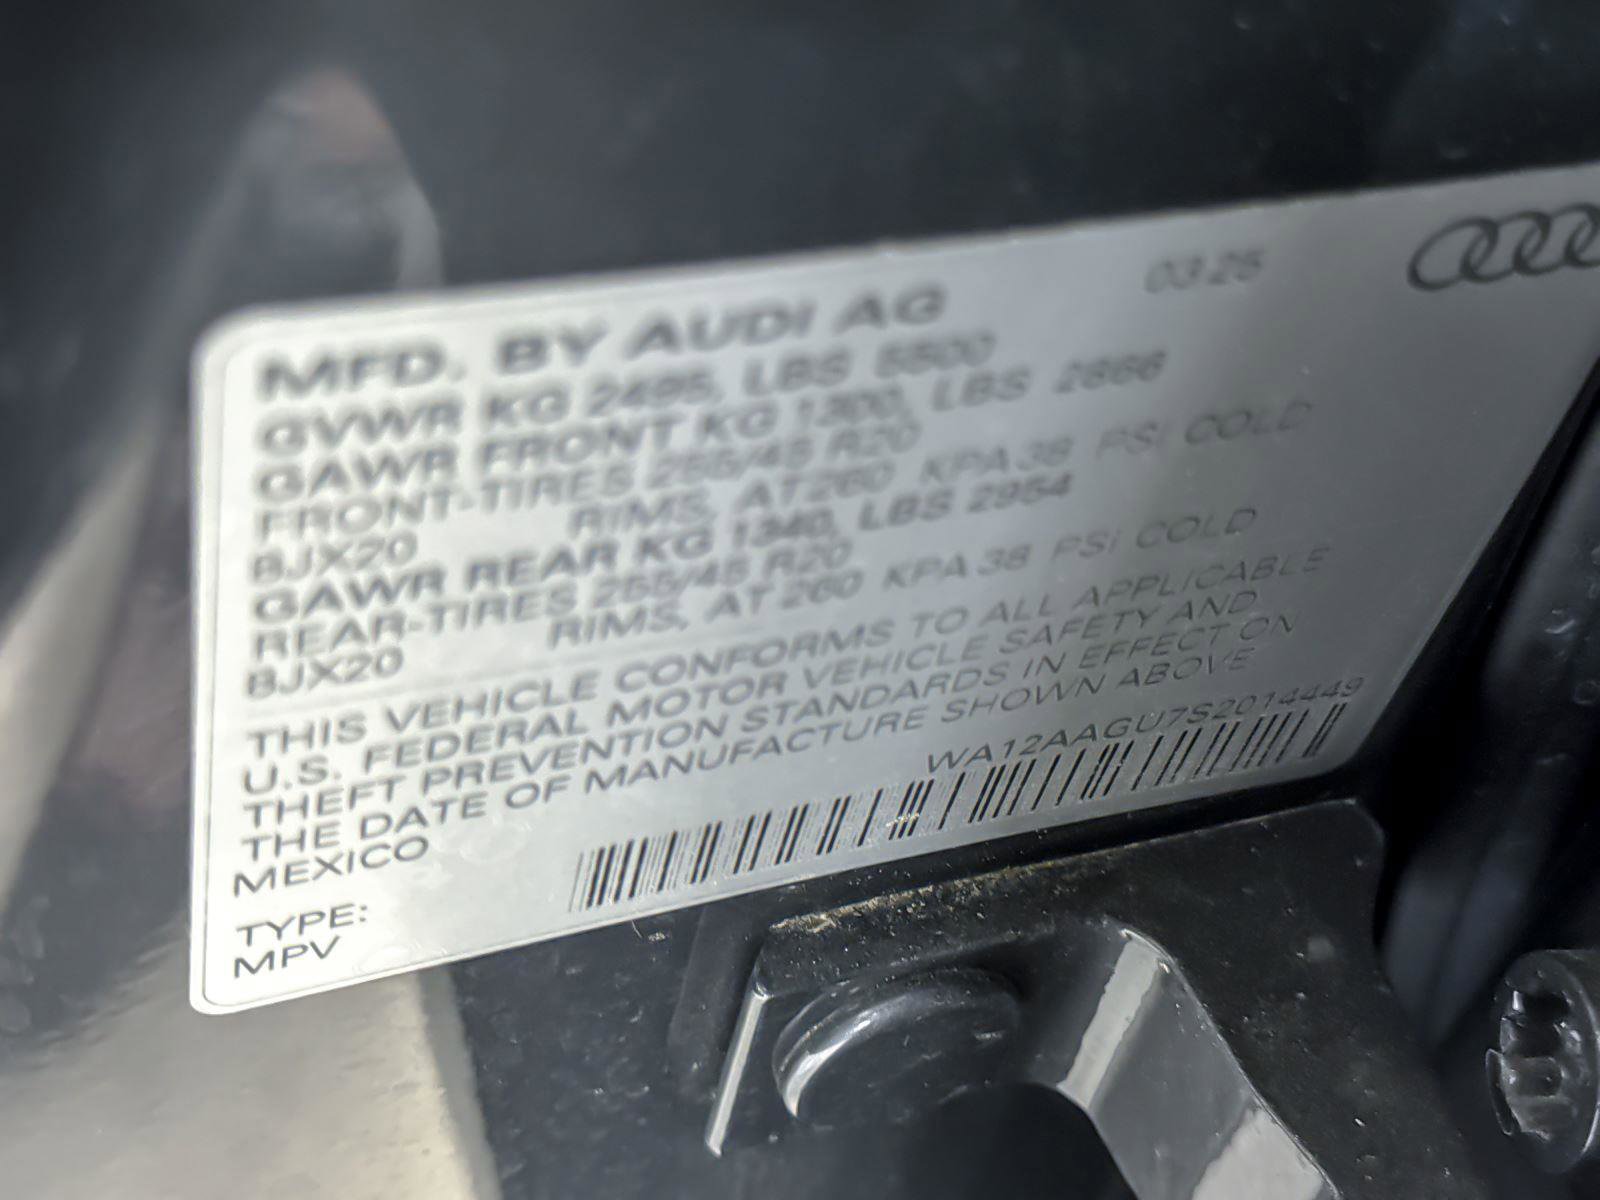 03 25
MFD. BY AUDI AG
GVWR KG 2495, LBS 5500
GAWR FRONT KG 1300, LBS 2866
FRONT-TIRES 255/45 R20
BJX20 RIMS, AT 260 KPA 38 PSI COLD
GAWR REAR KG 1340, LBS 2954
REAR-TIRES 255/45 R20
BJX20 RIMS, AT 260 KPA 38 PSI COLD
THIS VEHICLE CONFORMS TO ALL APPLICABLE
U.S. FEDERAL MOTOR VEHICLE SAFETY AND
THEFT PREVENTION STANDARDS IN EFFECT ON
THE DATE OF MANUFACTURE SHOWN ABOVE
MEXICO
WA12AAGU7S2014449
TYPE:
MPV